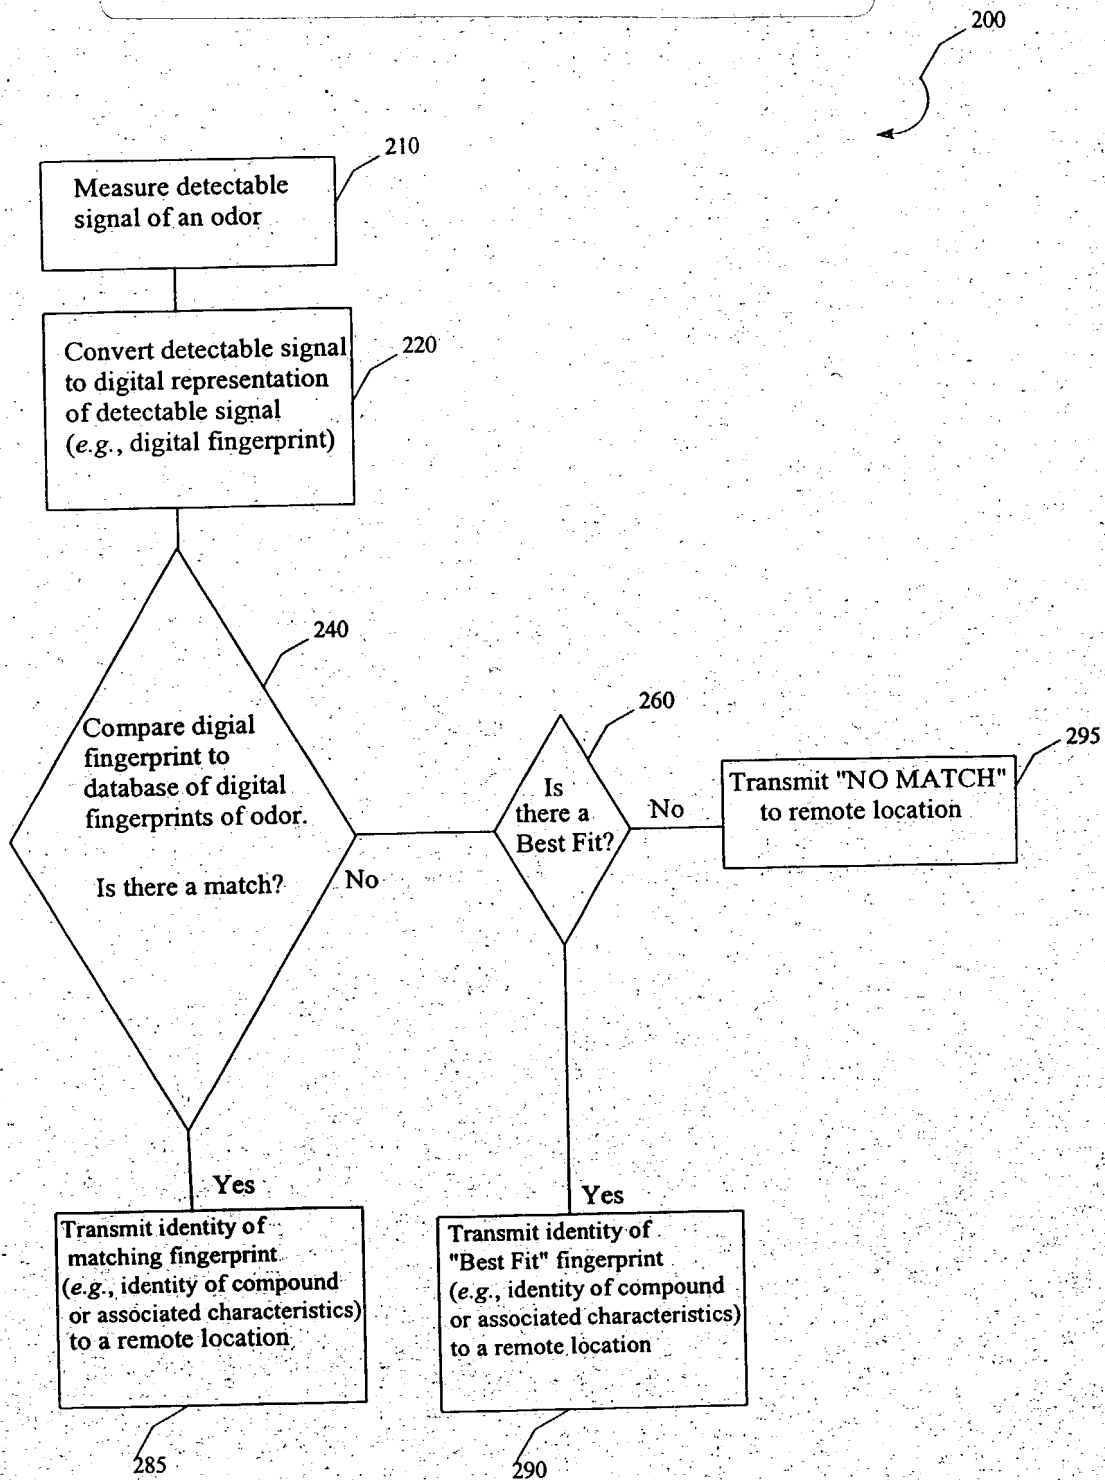 200
210
Measure detectable
signal of an odor
220
Convert detectable signal
to digital representation
of detectable signal
(e.g., digital fingerprint)
240
Compare digial
fingerprint to
database of digital
fingerprints of odor.
Is there a match?
No
260
Is
there a
Best Fit?
No
295
Transmit "NO MATCH"
to remote location
Yes
Transmit identity of
matching fingerprint
(e.g., identity of compound
or associated characteristics)
to a remote location
285
Yes
Transmit identity of
"Best Fit" fingerprint
(e.g., identity of compound
or associated characteristics)
to a remote location
290